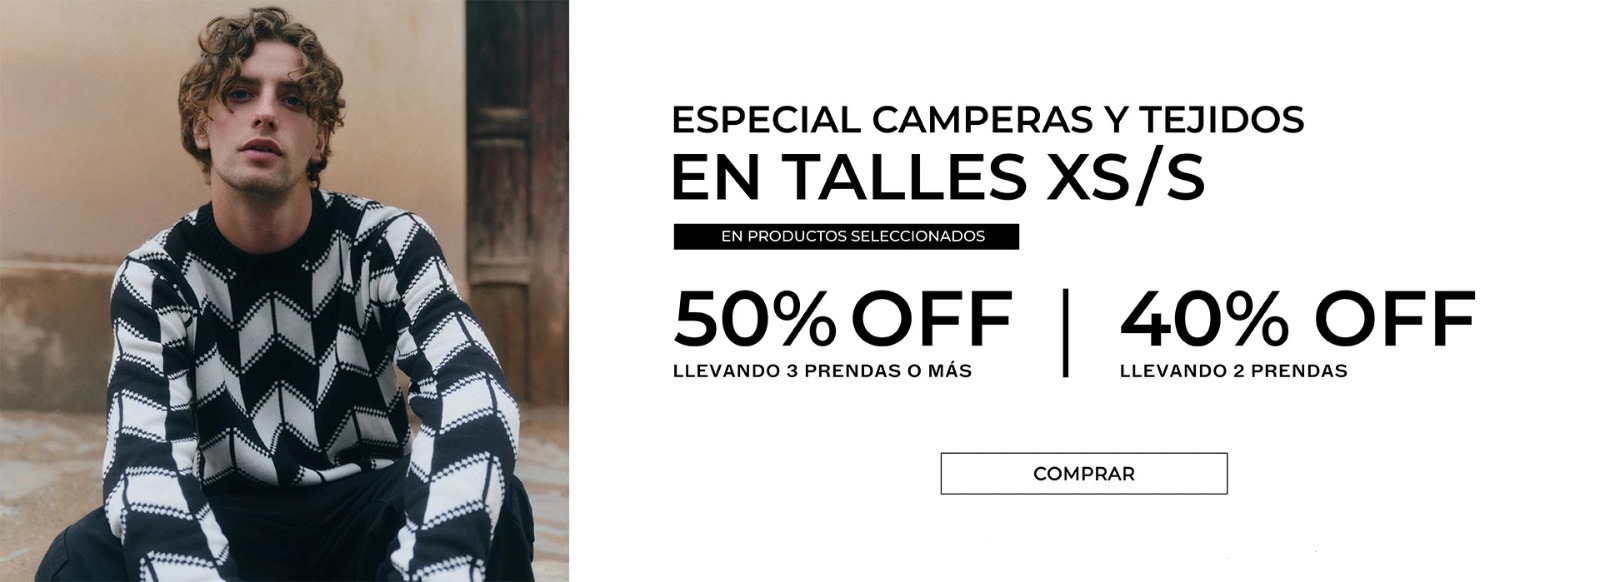 ESPECIAL CAMPERAS Y TEJIDOS
EN TALLES XS/S
EN PRODUCTOS SELECCIONADOS
50% OFF
LLEVANDO 3 PRENDAS O MÁS
40% OFF
LLEVANDO 2 PRENDAS
COMPRAR